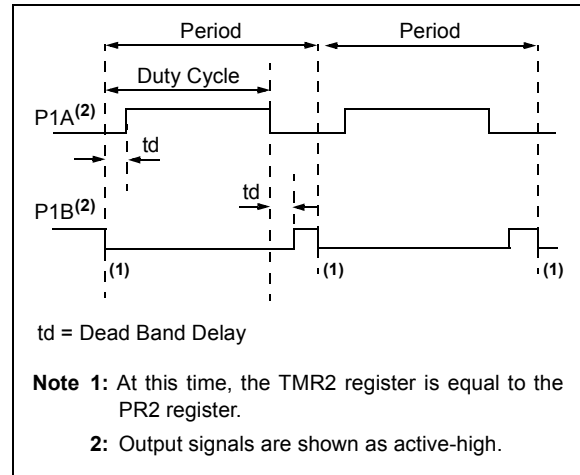 Period Period
Duty Cycle
P1A(2)
td
td
P1B(2)
(1) (1) (1)
td = Dead Band Delay
Note 1: At this time, the TMR2 register is equal to the
PR2 register.
2: Output signals are shown as active-high.